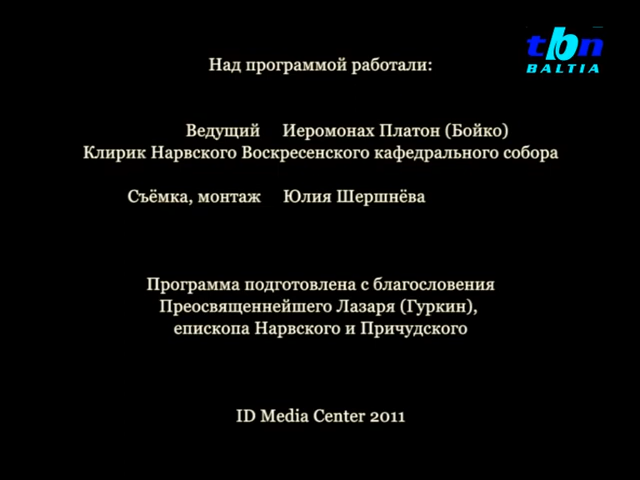 tbn
BALTIA
Над программой работали:
Ведущий Иеромонах Платон (Бойко)
Клирик Нарвского Воскресенского кафедрального собора
Съёмка, монтаж Юлия Шершнёва
Программа подготовлена с благословения
Преосвященнейшего Лазаря (Гуркин),
епископа Нарвского и Причудского
ID Media Center 2011